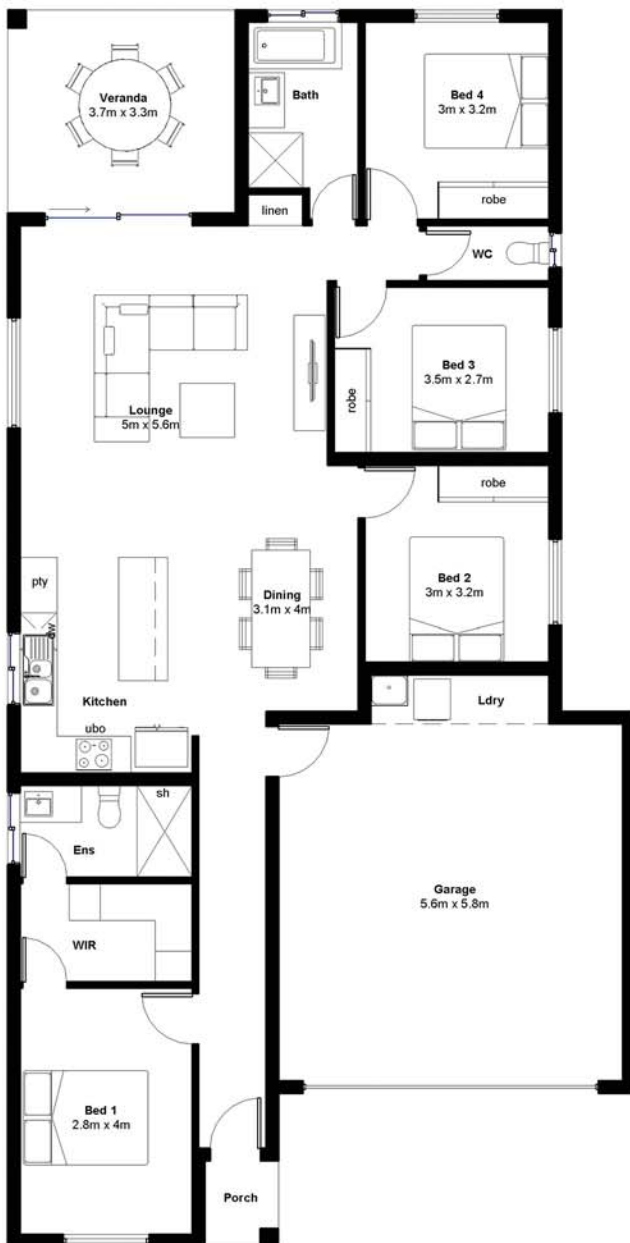 Veranda
3.7m x 3.3m
Bath
Bed 4
3m x 3.2m
robe
linen
WC
Bed 3
3.5m x 2.7m
robe
Lounge
5m x 5.6m
robe
pty
dw
Dining
3.1m x 4m
Bed 2
3m x 3.2m
Kitchen
ubo
Ldry
sh
Ens
Garage
5.6m x 5.8m
WIR
Bed 1
2.8m x 4m
Porch